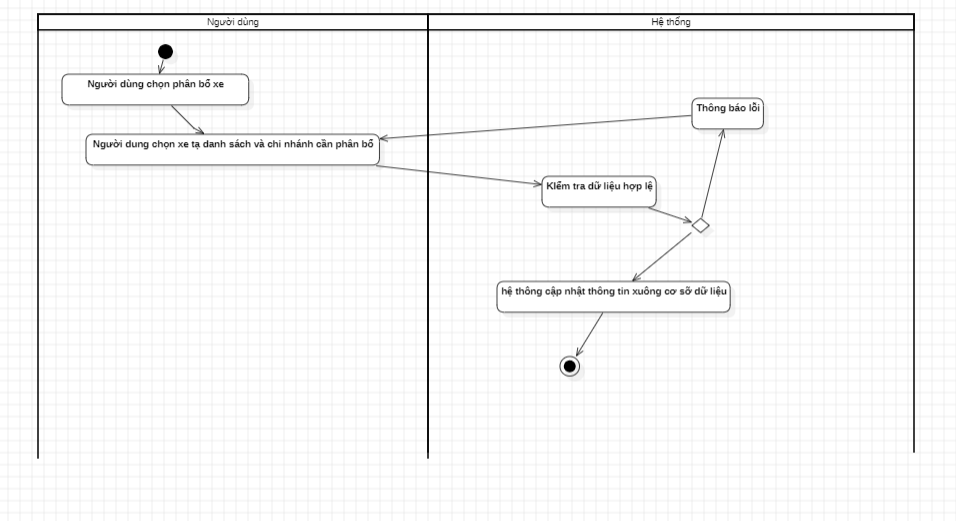 Người dùng
Hệ thống
Người dùng chọn phân bổ xe
Thông báo lỗi
Người dung chọn xe tạ danh sách và chi nhánh cần phân bổ
Kiểm tra dữ liệu hợp lệ
hệ thông cập nhật thông tin xuông cơ sỡ dữ liệu